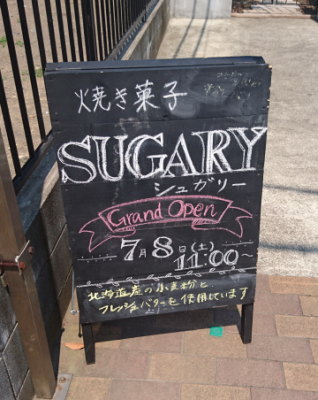 焼き菓子
SUGARY
シュガリー
Grand Open
7月8日(土)
11:00~
北海道産の小麦粉と
フレッシュバターを使用しています